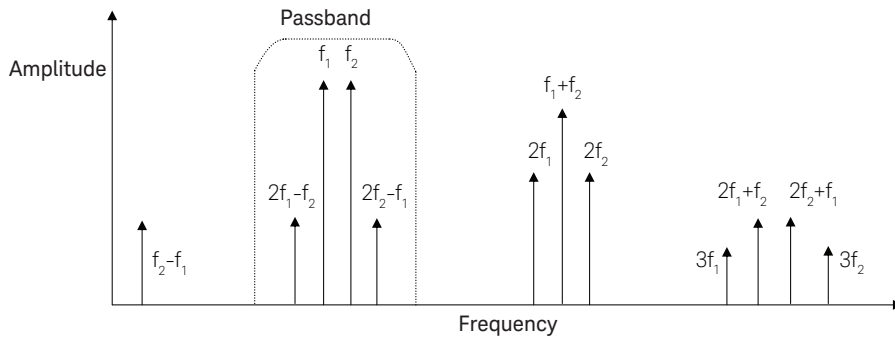 Passband
Amplitude
f₁ f₂
f₁+f₂
2f₁ 2f₂
2f₁-f₂ 2f₂-f₁
2f₁+f₂ 2f₂+f₁
f₂-f₁
3f₁ 3f₂
Frequency